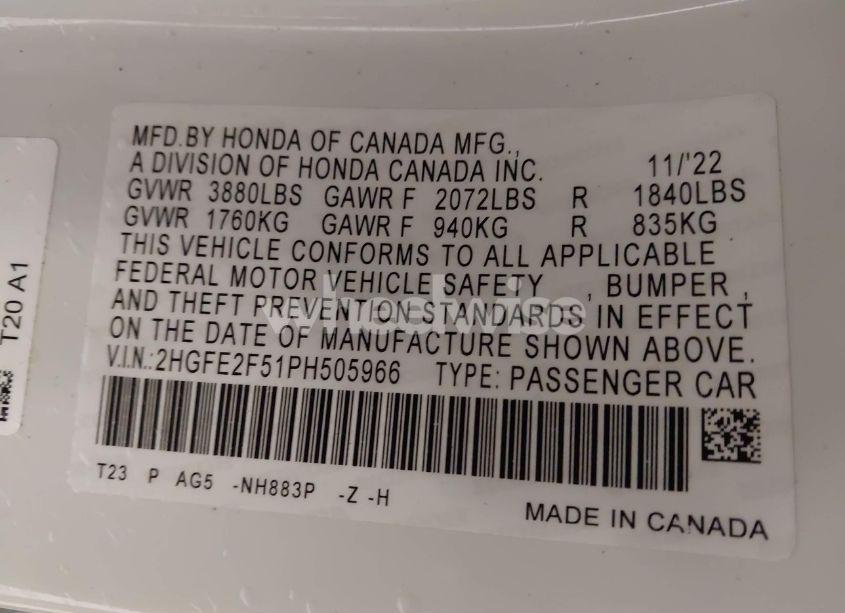 MFD.BY HONDA OF CANADA MFG.,
A DIVISION OF HONDA CANADA INC. 11/'22
GVWR 3880LBS GAWR F 2072LBS R 1840LBS
GVWR 1760KG GAWR F 940KG R 835KG
THIS VEHICLE CONFORMS TO ALL APPLICABLE
FEDERAL MOTOR VEHICLE SAFETY , BUMPER ,
AND THEFT PREVENTION STANDARDS IN EFFECT
ON THE DATE OF MANUFACTURE SHOWN ABOVE.
V.I.N.:2HGFE2F51PH505966 TYPE: PASSENGER CAR
T23 P AG5 -NH883P -Z -H
MADE IN CANADA
T20 A1
wheelwise